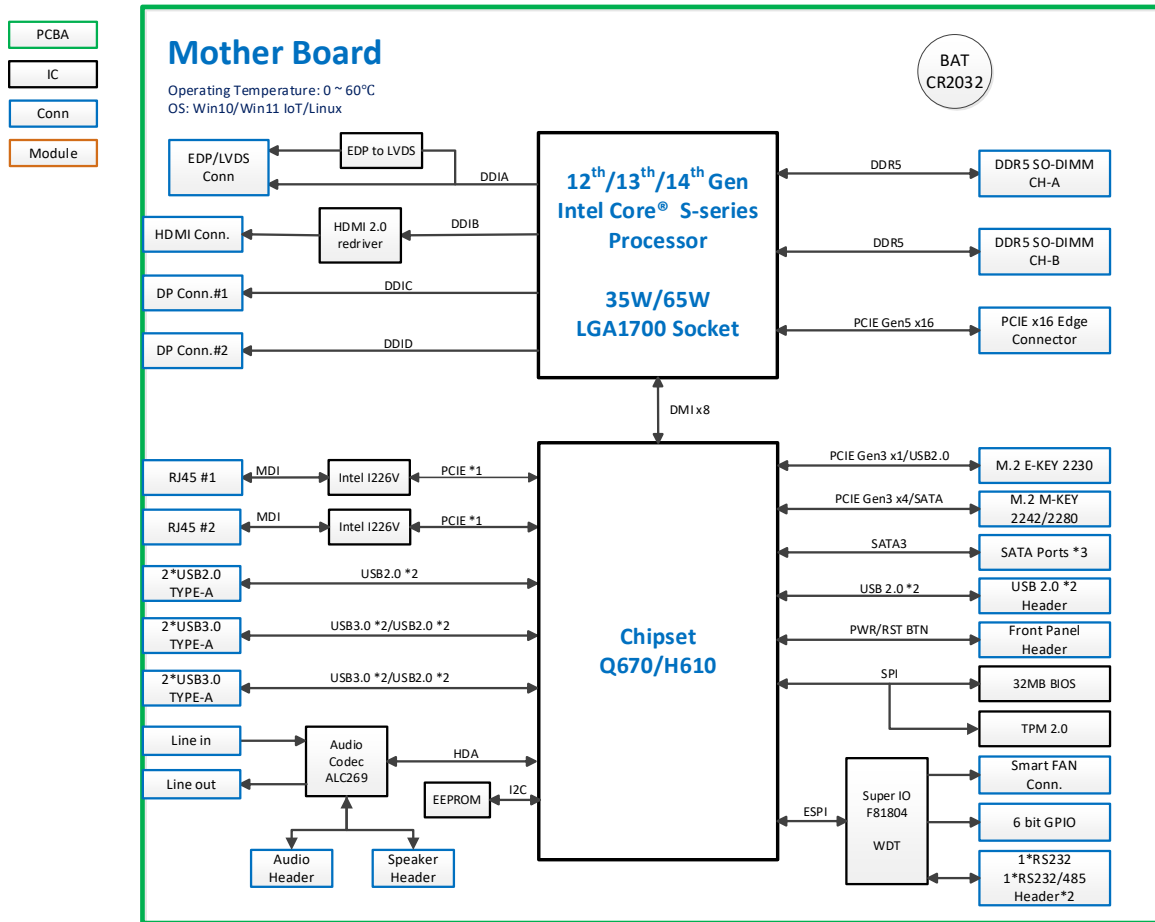 PCBA
IC
Conn
Module
Mother Board
Operating Temperature: 0 ~ 60℃
OS: Win10/Win11 IoT/Linux
BAT
CR2032
EDP/LVDS
Conn
EDP to LVDS
DDIA
HDMI Conn.
HDMI 2.0
redriver
DDIB
DP Conn.#1
DDIC
DP Conn.#2
DDID
12th/13th/14th Gen
Intel Core® S-series
Processor
35W/65W
LGA1700 Socket
DDR5
DDR5 SO-DIMM
CH-A
DDR5
DDR5 SO-DIMM
CH-B
PCIE Gen5 x16
PCIE x16 Edge
Connector
DMI x8
RJ45 #1
MDI
Intel I226V
PCIE *1
RJ45 #2
MDI
Intel I226V
PCIE *1
2*USB2.0
TYPE-A
USB2.0 *2
2*USB3.0
TYPE-A
USB3.0 *2/USB2.0 *2
2*USB3.0
TYPE-A
USB3.0 *2/USB2.0 *2
Line in
Line out
Audio
Codec
ALC269
HDA
EEPROM
I2C
Audio
Header
Speaker
Header
Chipset
Q670/H610
PCIE Gen3 x1/USB2.0
M.2 E-KEY 2230
PCIE Gen3 x4/SATA
M.2 M-KEY
2242/2280
SATA3
SATA Ports *3
USB 2.0 *2
USB 2.0 *2
Header
PWR/RST BTN
Front Panel
Header
SPI
32MB BIOS
TPM 2.0
ESPI
Super IO
F81804
WDT
Smart FAN
Conn.
6 bit GPIO
1*RS232
1*RS232/485
Header*2